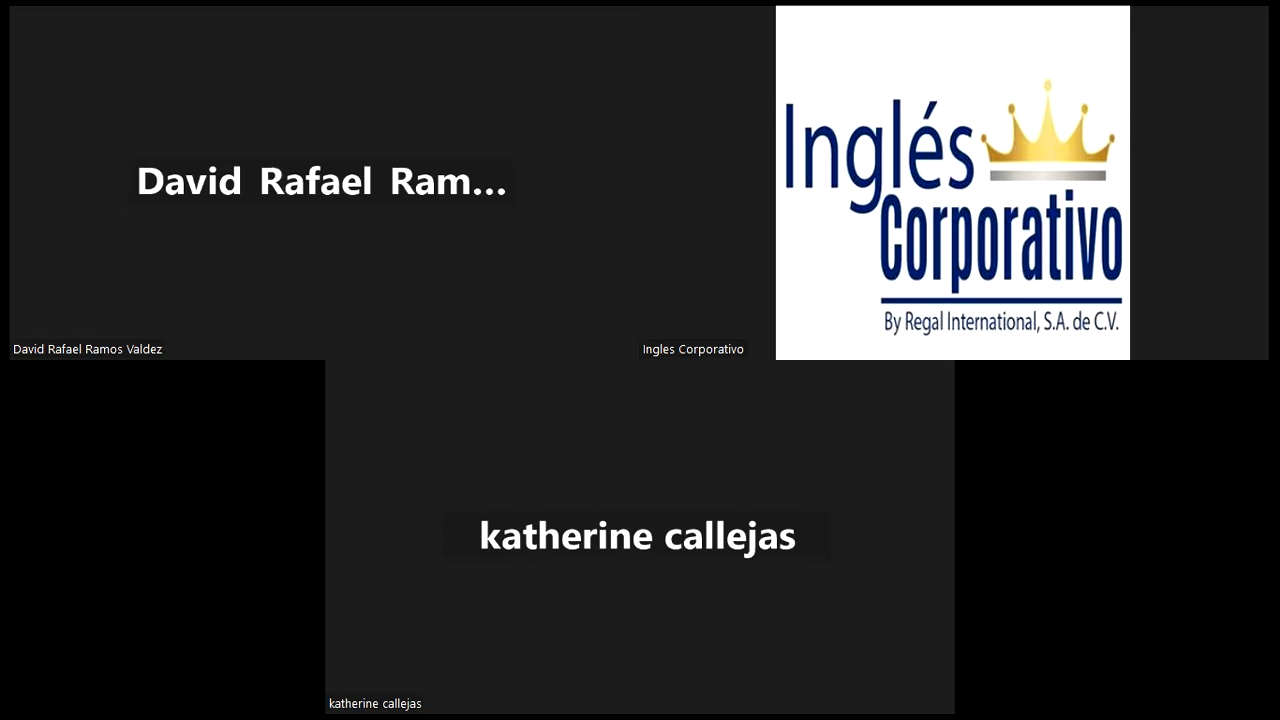 David Rafael Ram...
David Rafael Ramos Valdez
Inglés
Corporativo
By Regal International, S.A. de C.V.
Ingles Corporativo
katherine callejas
katherine callejas